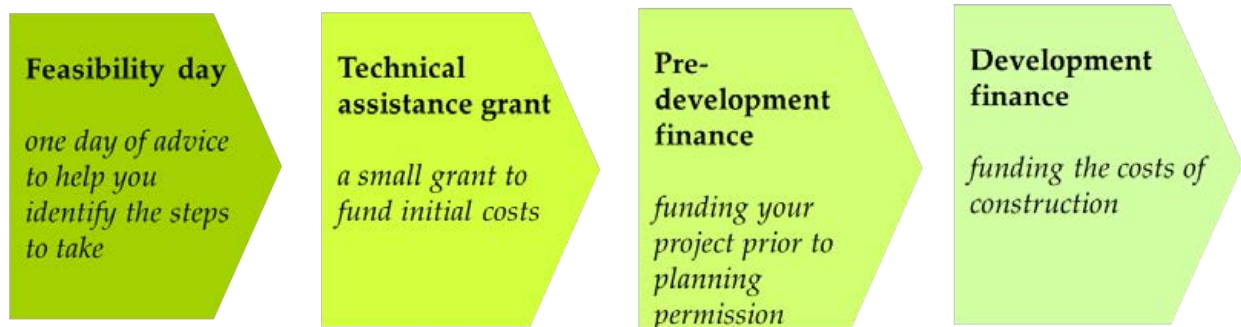 Feasibility day
one day of advice
to help you
identify the steps
to take
Technical
assistance grant
a small grant to
fund initial costs
Pre-
development
finance
funding your
project prior to
planning
permission
Development
finance
funding the costs of
construction